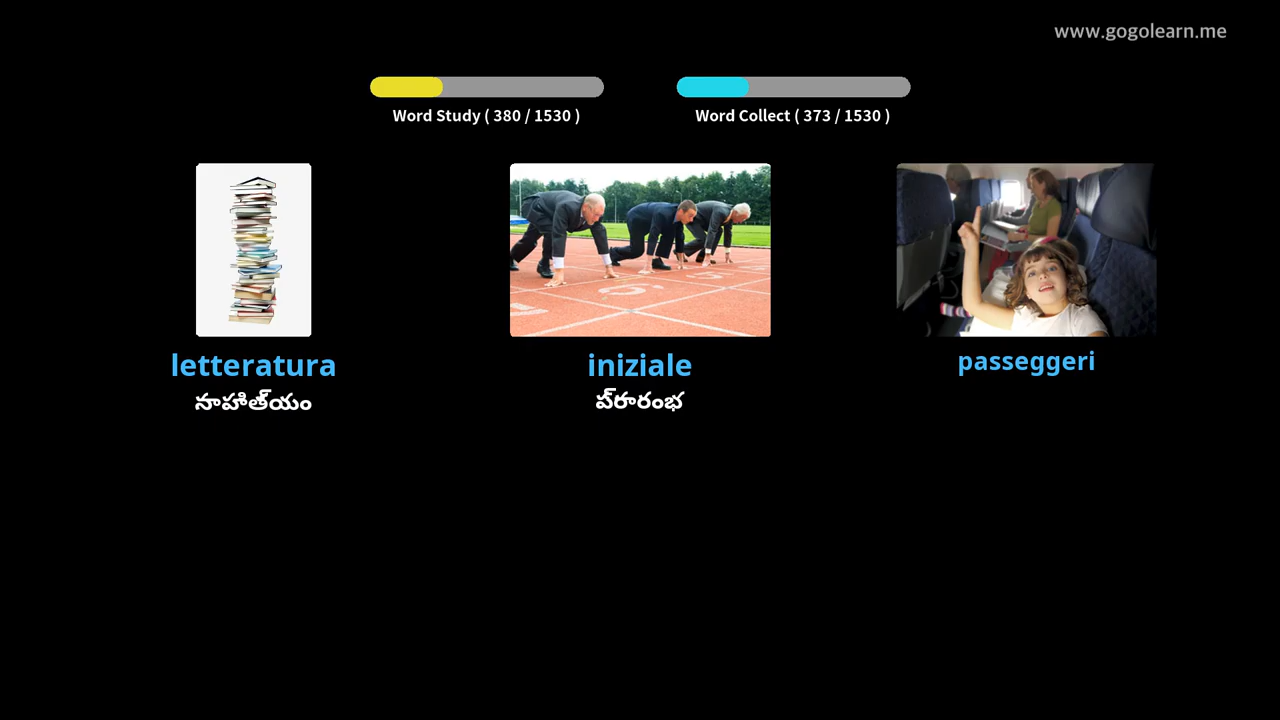 www.gogolearn.me
Word Study ( 380 / 1530 )
Word Collect ( 373 / 1530 )
letteratura
iniziale
passeggeri
సాహిత్యం
ప్రారంభ